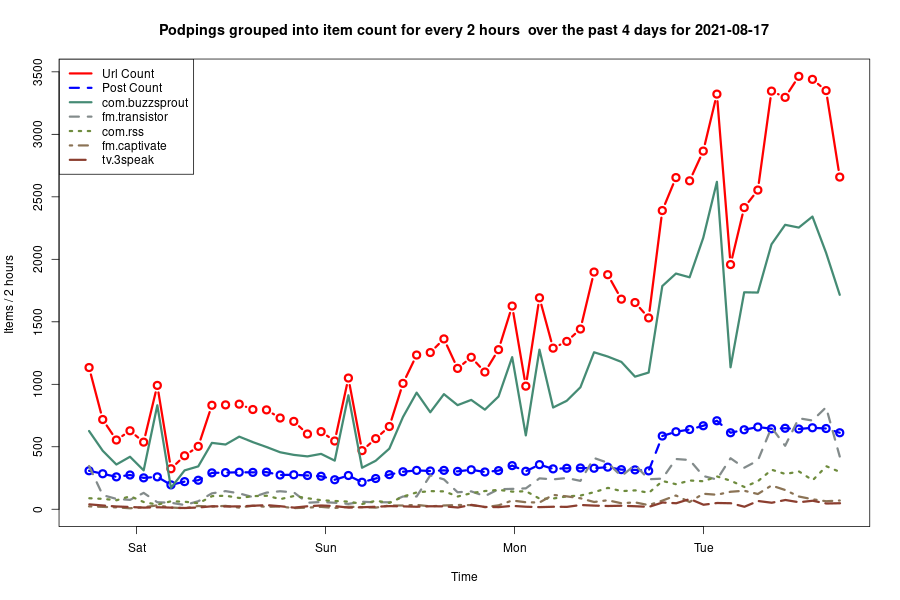 Podpings grouped into item count for every 2 hours  over the past 4 days for 2021-08-17
Url Count
Post Count
com.buzzsprout
fm.transistor
com.rss
fm.captivate
tv.3speak
Items / 2 hours
3500
3000
2500
2000
1500
1000
500
0
Sat
Sun
Mon
Tue
Time